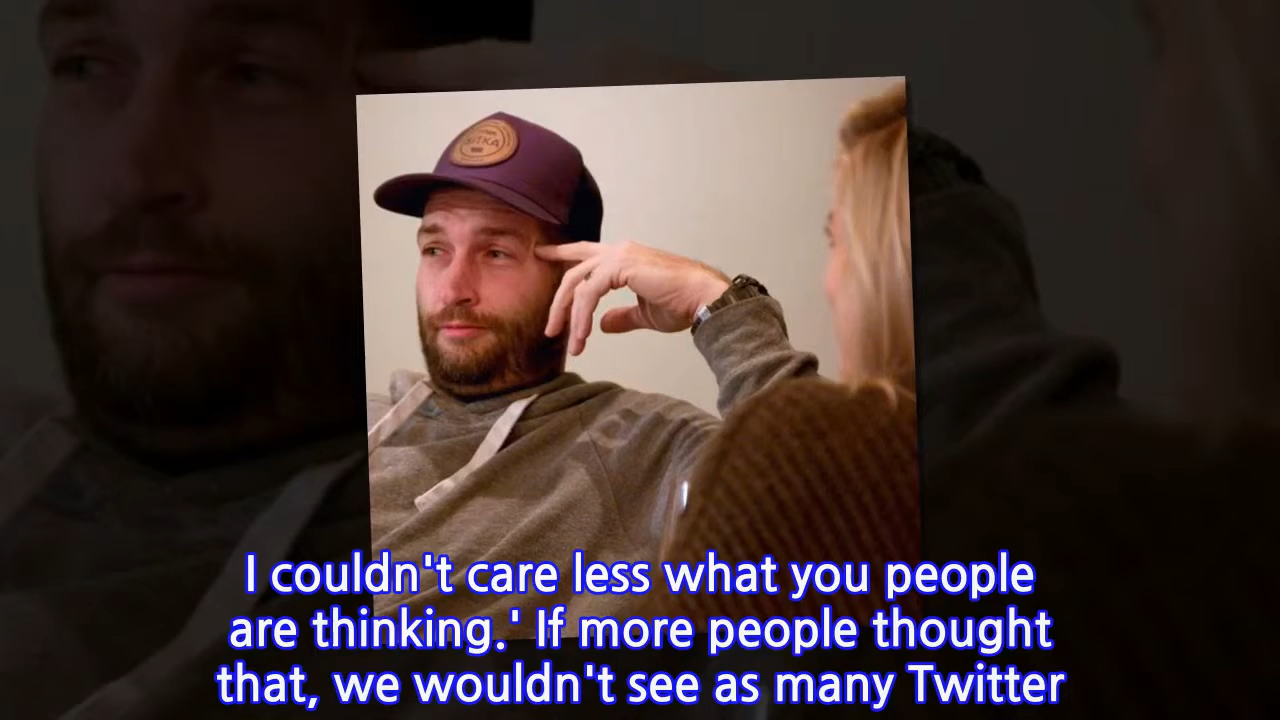 SITKA
I couldn't care less what you people
are thinking.' If more people thought
that, we wouldn't see as many Twitter